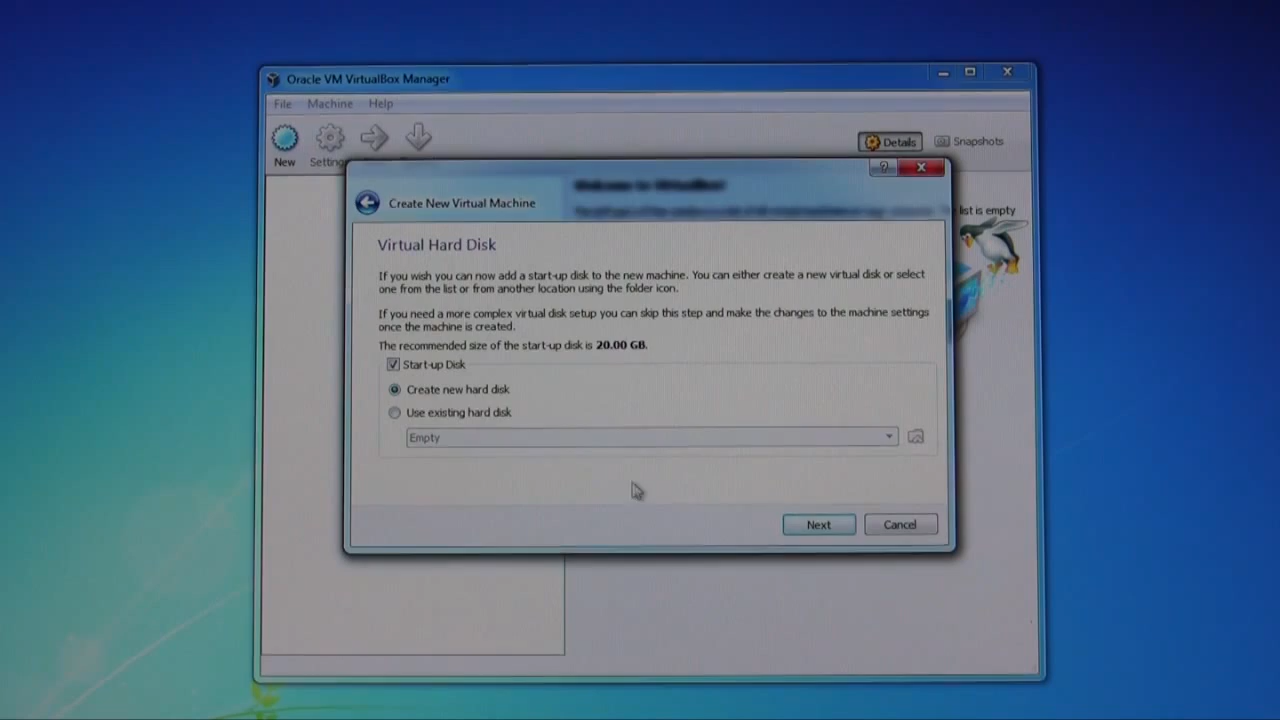 Oracle VM VirtualBox Manager
File Machine Help
New
Details
Snapshots
Welcome to VirtualBox!
list is empty
Create New Virtual Machine
Virtual Hard Disk
If you wish you can now add a start-up disk to the new machine. You can either create a new virtual disk or select
one from the list or from another location using the folder icon.
If you need a more complex virtual disk setup you can skip this step and make the changes to the machine settings
once the machine is created.
The recommended size of the start-up disk is 20.00 GB.
Start-up Disk
Create new hard disk
Use existing hard disk
Empty
Next
Cancel